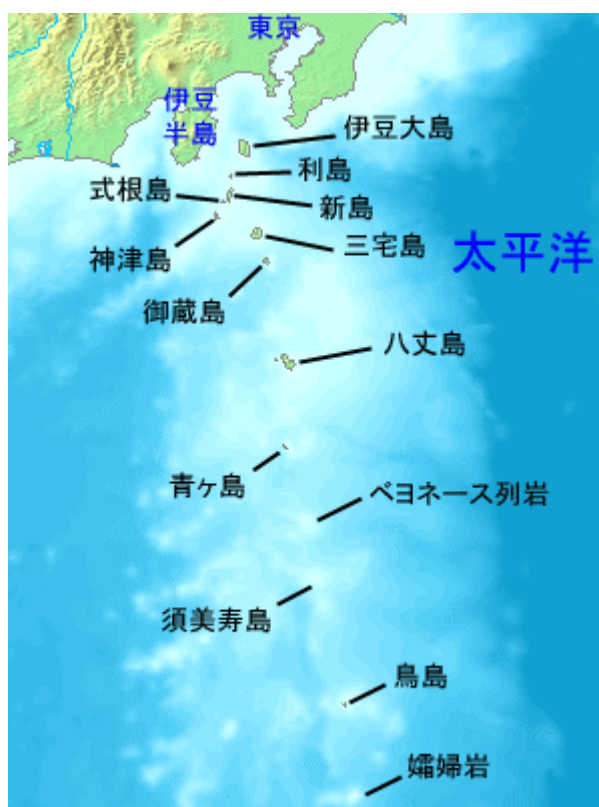 東京
伊豆
半島
伊豆大島
利島
式根島
新島
神津島
三宅島
太平洋
御蔵島
八丈島
青ヶ島
ベヨネース列岩
須美寿島
鳥島
孀婦岩